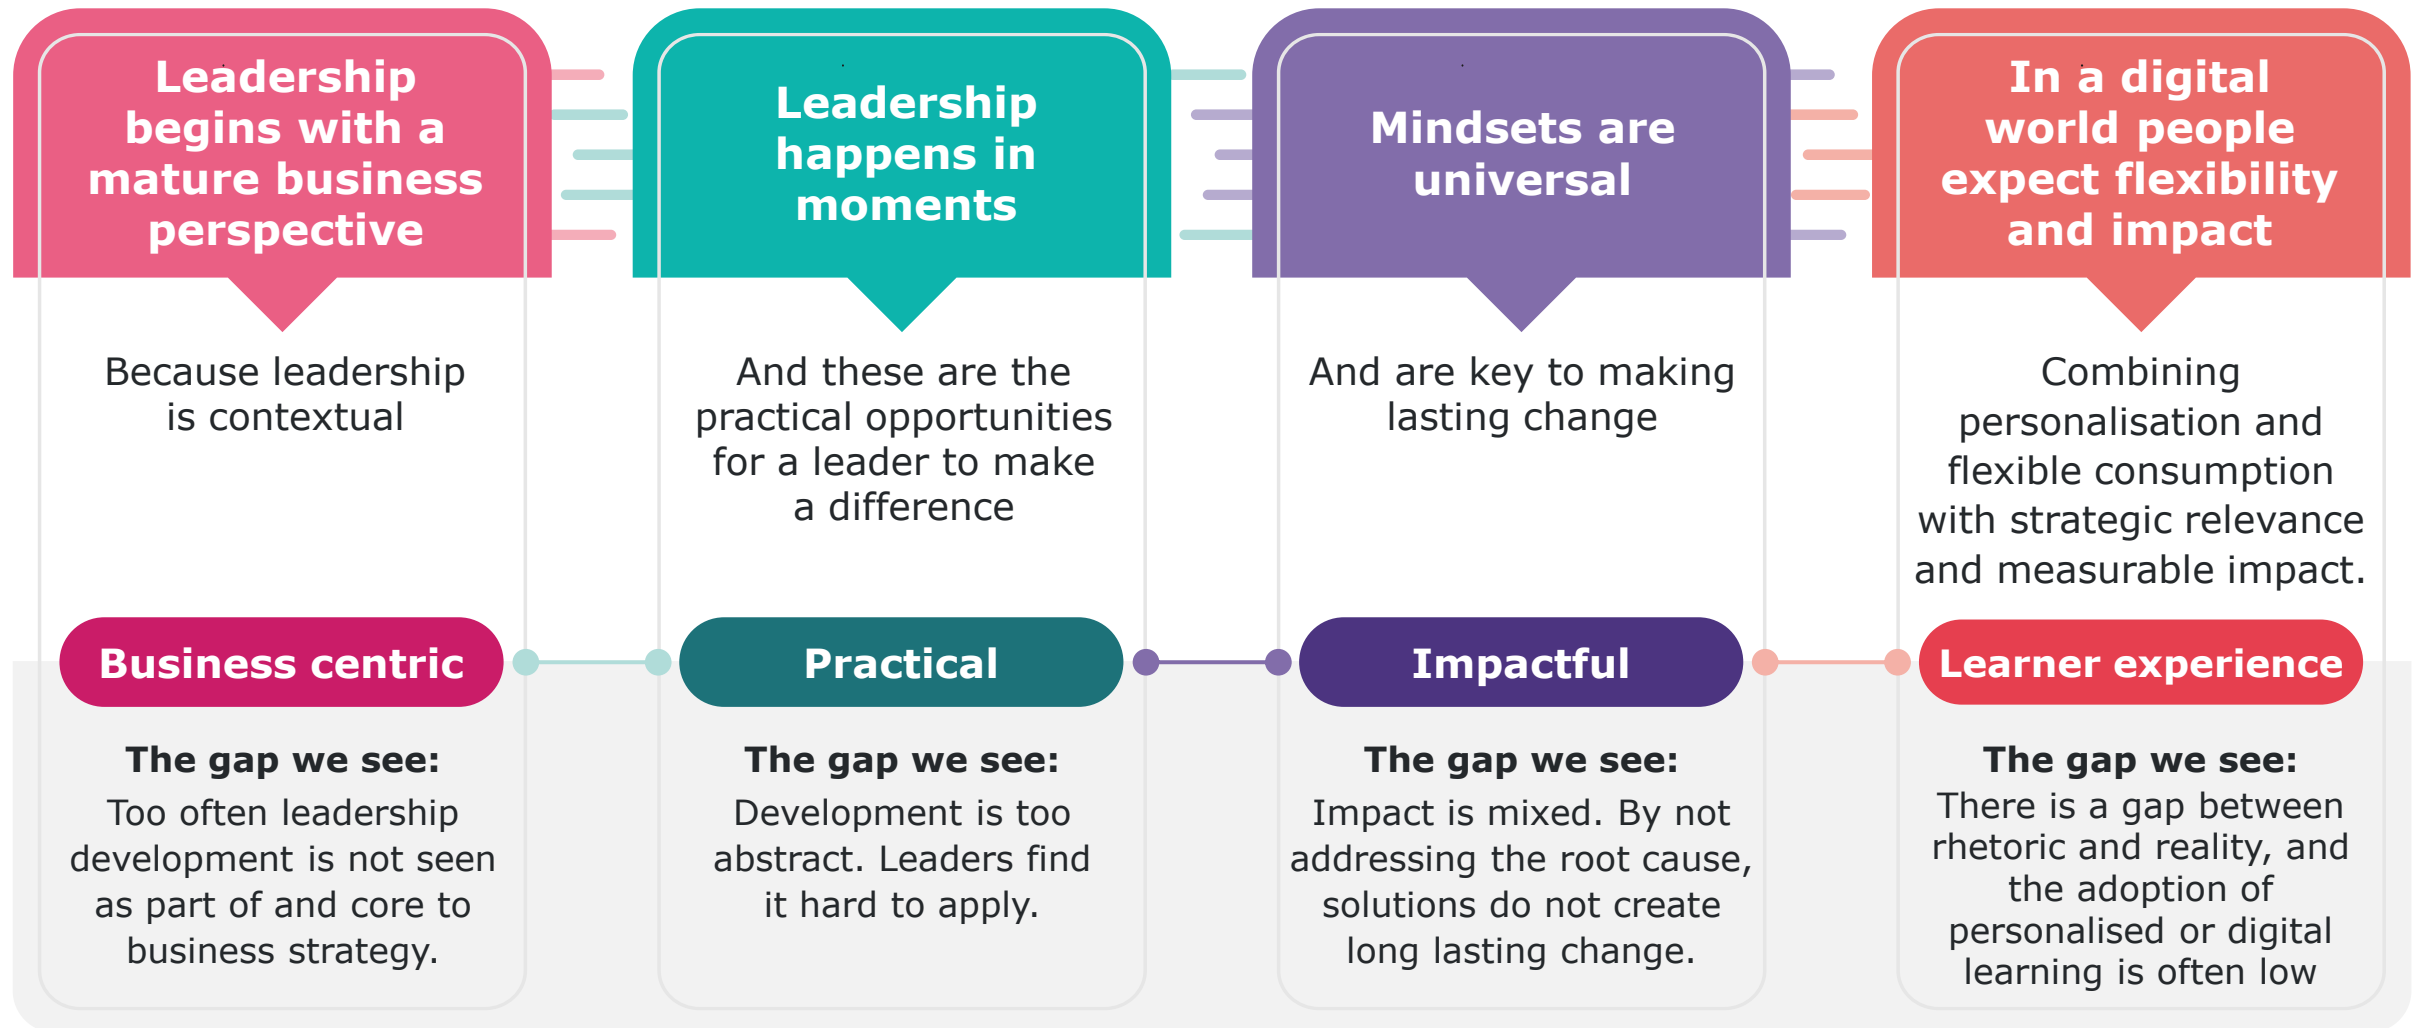 Leadership
begins with a
mature business
perspective
Because leadership
is contextual
Business centric
The gap we see:
Too often leadership
development is not seen
as part of and core to
business strategy.
Leadership
happens in
moments
And these are the
practical opportunities
for a leader to make
a difference
Practical
The gap we see:
Development is too
abstract. Leaders find
it hard to apply.
Mindsets are
universal
And are key to making
lasting change
Impactful
The gap we see:
Impact is mixed. By not
addressing the root cause,
solutions do not create
long lasting change.
In a digital
world people
expect flexibility
and impact
Combining
personalisation and
flexible consumption
with strategic relevance
and measurable impact.
Learner experience
The gap we see:
There is a gap between
rhetoric and reality, and
the adoption of
personalised or digital
learning is often low